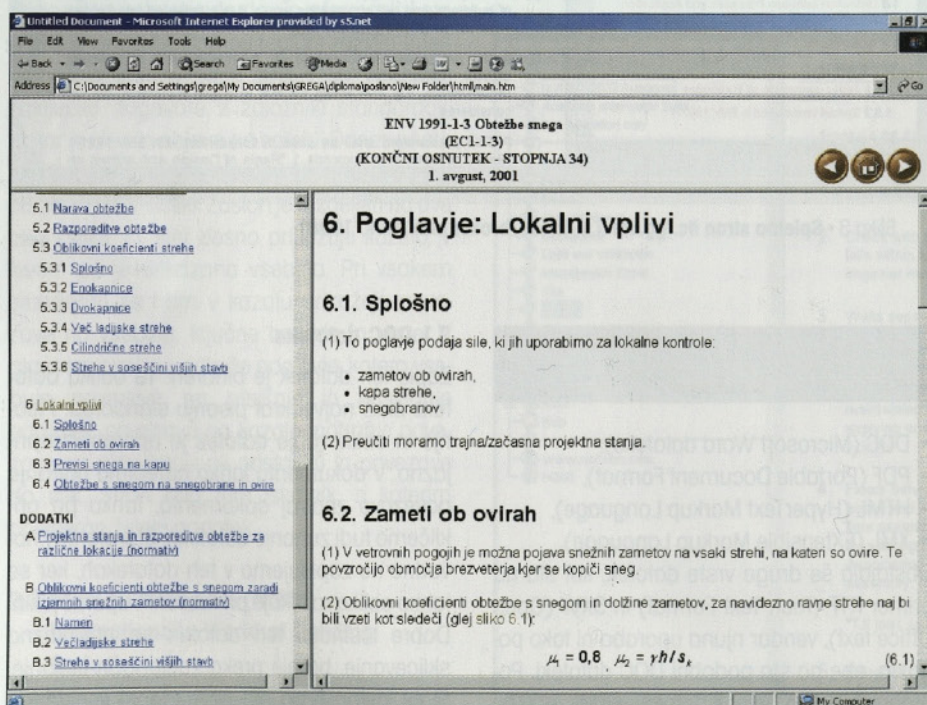 Untitled Document - Microsoft Internet Explorer provided by s5.net
File Edit View Favorites Tools Help
Back Search Favorites Media
Address C:\Documents and Settings\grega\My Documents\GREGA\diploma\poslano\New Folder\html\main.htm Go
ENV 1991-1-3 Obtežbe snega
(EC1-1-3)
(KONČNI OSNUTEK - STOPNJA 34)
1. avgust, 2001
5.1 Narava obtežbe
5.2 Razporeditve obtežbe
5.3 Oblikovni koeficienti strehe
5.3.1 Splošno
5.3.2 Enokapnice
5.3.3 Dvokapnice
5.3.4 Več ladijske strehe
5.3.5 Cilindrične strehe
5.3.6 Strehe v soseščini višjih stavb
6 Lokalni vplivi
6.1 Splošno
6.2 Zameti ob ovirah
6.3 Previsi snega na kapu
6.4 Obtežbe s snegom na snegobrane in ovire
DODATKI
A Projektna stanja in razporeditve obtežbe za
različne lokacije (normativ)
B Oblikovni koeficienti obtežbe s snegom zaradi
izjemnih snežnih zametov (normativ)
B.1 Namen
B.2 Večladijske strehe
B.3 Strehe v soseščini višjih stavb
6. Poglavje: Lokalni vplivi
6.1. Splošno
(1) To poglavje podaja sile, ki jih uporabimo za lokalne kontrole:
• zametov ob ovirah,
• kapa strehe,
• snegobranov.
(2) Preučiti moramo trajna/začasna projektna stanja.
6.2. Zameti ob ovirah
(1) V vetrovnih pogojih je možna pojava snežnih zametov na vsaki strehi, na kateri so ovire. Te
povzročijo območja brezveterja kjer se kopiči sneg.
(2) Oblikovni koeficienti obtežbe s snegom in dolžine zametov, za navidezno ravne strehe naj bi
bili vzeti kot sledeči (glej sliko 6.1):
μ₁ = 0,8 μ₂ = γh/sₖ (6.1)
My Computer